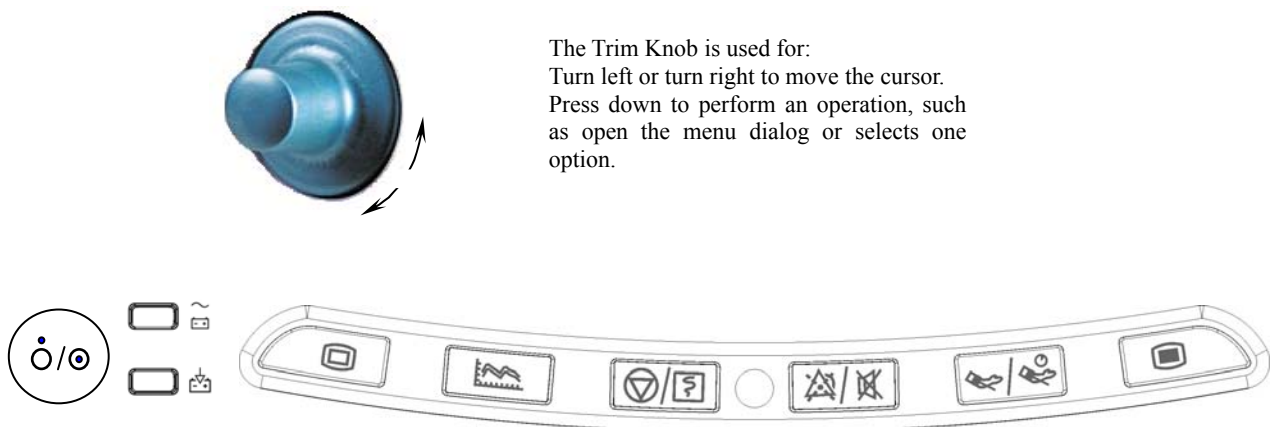 The Trim Knob is used for:
Turn left or turn right to move the cursor.
Press down to perform an operation, such
as open the menu dialog or selects one
option.